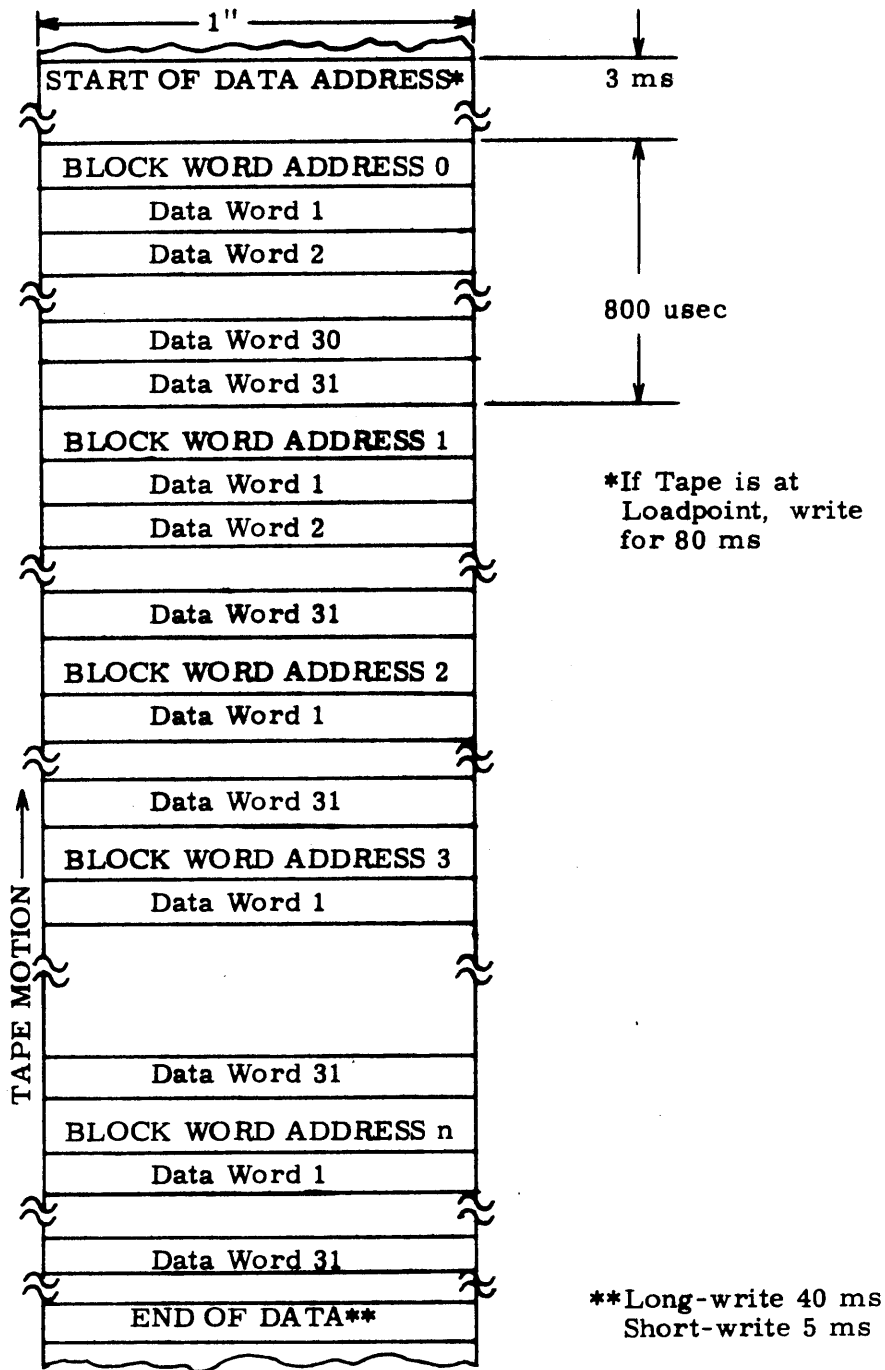 1"
START OF DATA ADDRESS*
3 ms
BLOCK WORD ADDRESS 0
Data Word 1
Data Word 2
800 usec
Data Word 30
Data Word 31
BLOCK WORD ADDRESS 1
Data Word 1
Data Word 2
*If Tape is at
Loadpoint, write
for 80 ms
Data Word 31
BLOCK WORD ADDRESS 2
Data Word 1
Data Word 31
BLOCK WORD ADDRESS 3
Data Word 1
TAPE MOTION
Data Word 31
BLOCK WORD ADDRESS n
Data Word 1
Data Word 31
END OF DATA**
**Long-write 40 ms
Short-write 5 ms